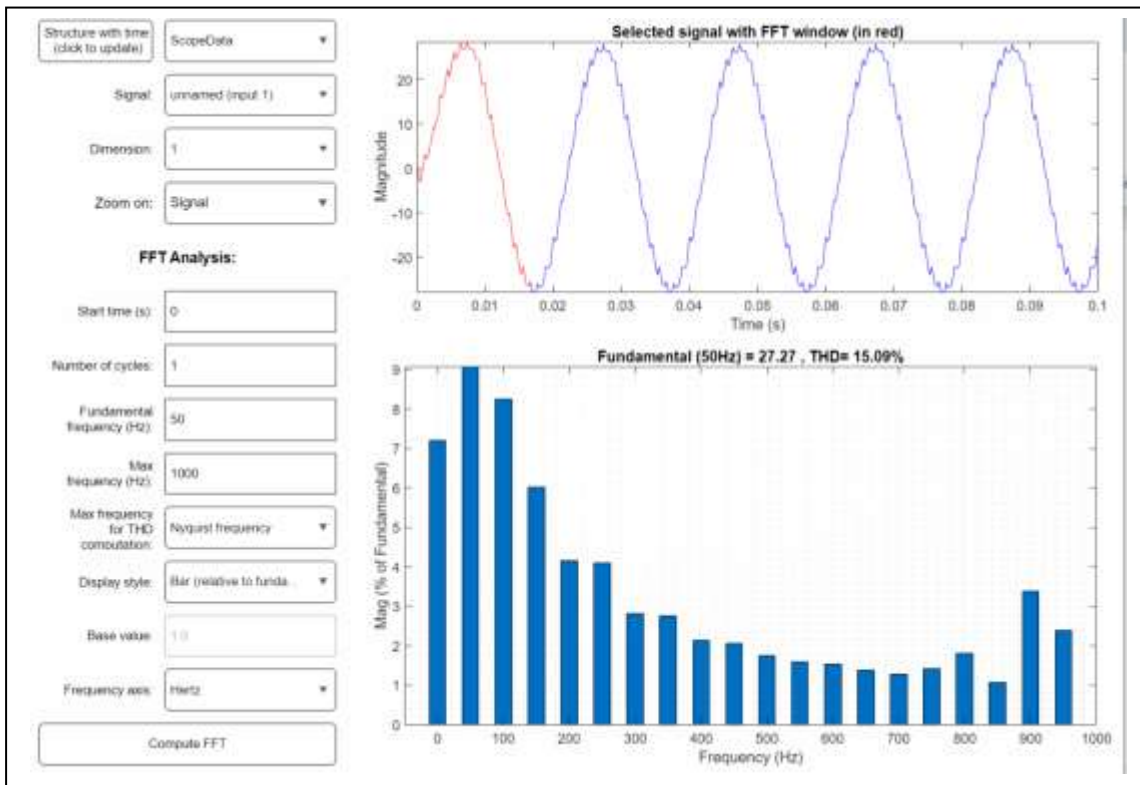 Structure with time
(click to update)
ScopeData
Signal:
unnamed (input 1)
Dimension:
1
Zoom on:
Signal
FFT Analysis:
Start time (s):
0
Number of cycles:
1
Fundamental
frequency (Hz):
50
Max
frequency (Hz):
1000
Max frequency
for THD
computation:
Nyquist frequency
Display style:
Bar (relative to funda...
Base value:
1.0
Frequency axis:
Hertz
Compute FFT
Selected signal with FFT window (in red)
Magnitude
20
10
0
-10
-20
0 0.01 0.02 0.03 0.04 0.05 0.06 0.07 0.08 0.09 0.1
Time (s)
Fundamental (50Hz) = 27.27 , THD= 15.09%
Mag (% of Fundamental)
9
8
7
6
5
4
3
2
1
0
0 100 200 300 400 500 600 700 800 900 1000
Frequency (Hz)